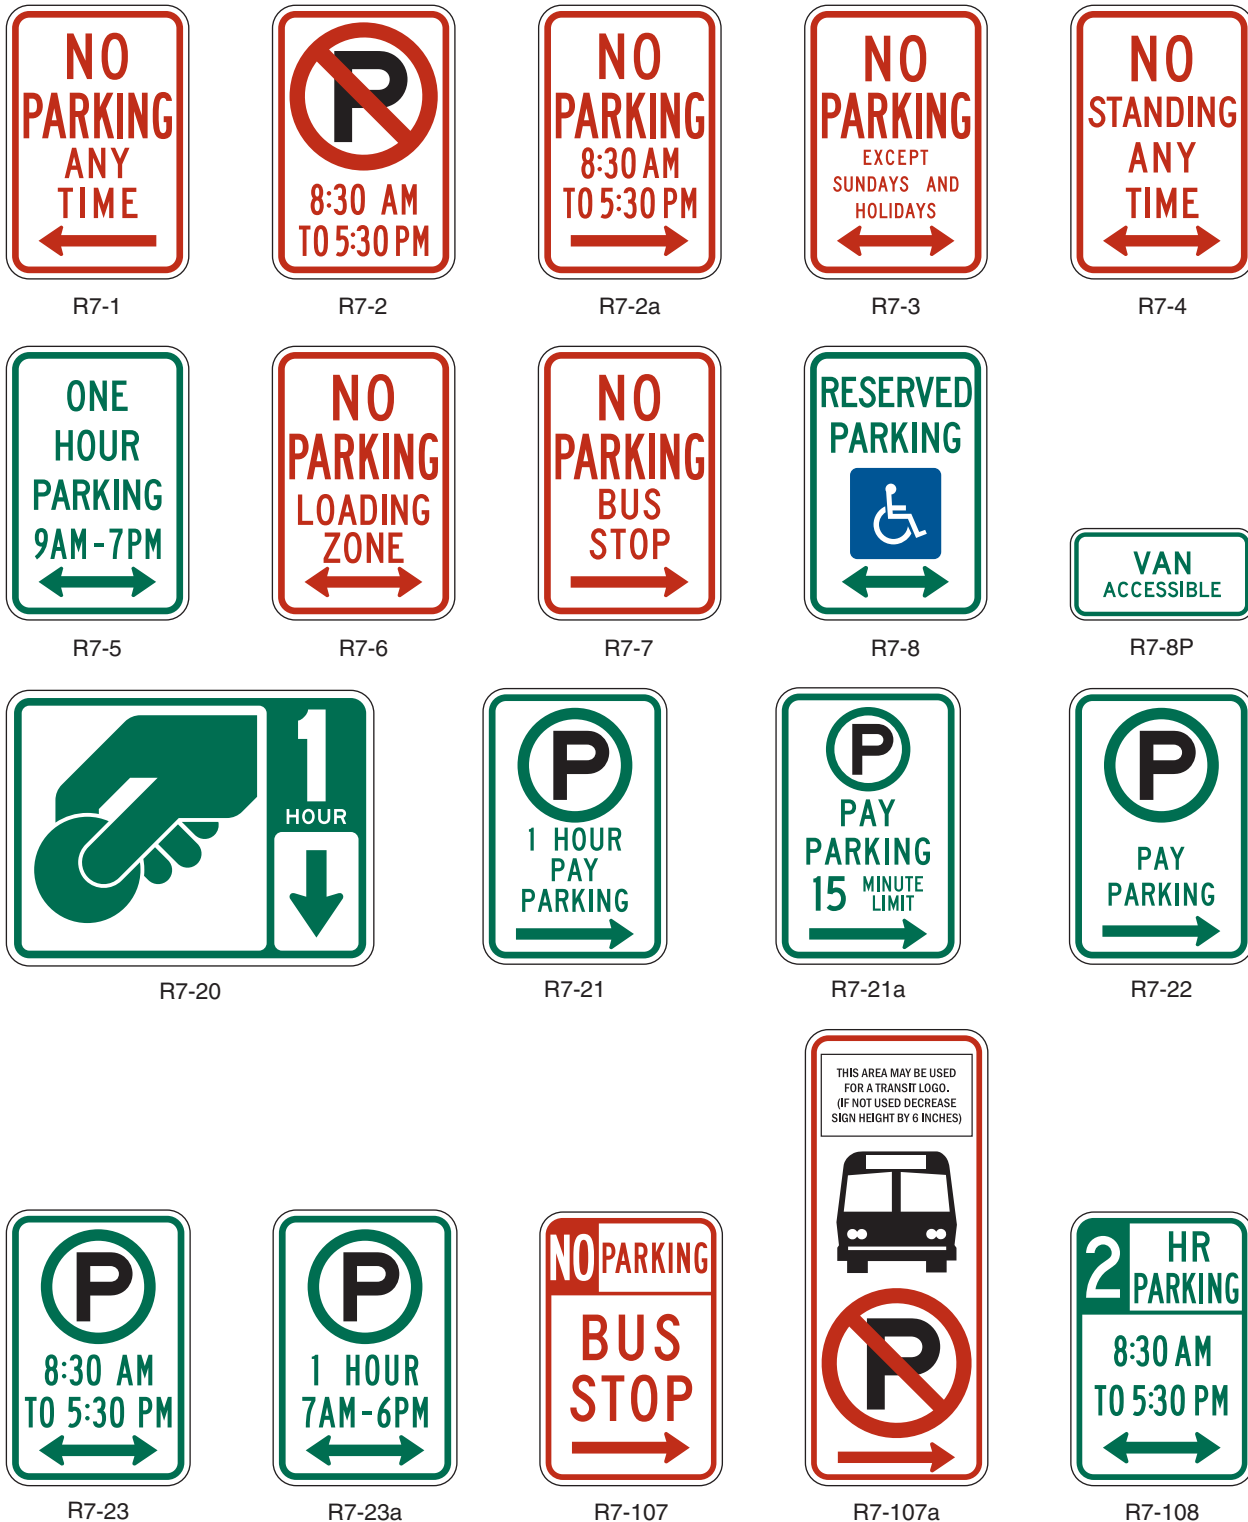 NO
PARKING
ANY
TIME
R7-1
P
8:30 AM
TO 5:30 PM
R7-2
NO
PARKING
8:30 AM
TO 5:30 PM
R7-2a
NO
PARKING
EXCEPT
SUNDAYS AND
HOLIDAYS
R7-3
NO
STANDING
ANY
TIME
R7-4
ONE
HOUR
PARKING
9AM-7PM
R7-5
NO
PARKING
LOADING
ZONE
R7-6
NO
PARKING
BUS
STOP
R7-7
RESERVED
PARKING
R7-8
VAN
ACCESSIBLE
R7-8P
1
HOUR
R7-20
P
1 HOUR
PAY
PARKING
R7-21
P
PAY
PARKING
15 MINUTE
LIMIT
R7-21a
P
PAY
PARKING
R7-22
P
8:30 AM
TO 5:30 PM
R7-23
P
1 HOUR
7AM-6PM
R7-23a
NO PARKING
BUS
STOP
R7-107
THIS AREA MAY BE USED
FOR A TRANSIT LOGO.
(IF NOT USED DECREASE
SIGN HEIGHT BY 6 INCHES)
P
R7-107a
2 HR
PARKING
8:30 AM
TO 5:30 PM
R7-108